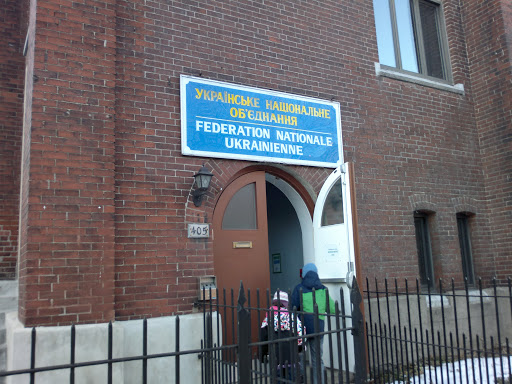 УКРАЇНСЬКЕ НАЦІОНАЛЬНЕ
ОБ'ЄДНАННЯ
FEDERATION NATIONALE
UKRAINIENNE
405